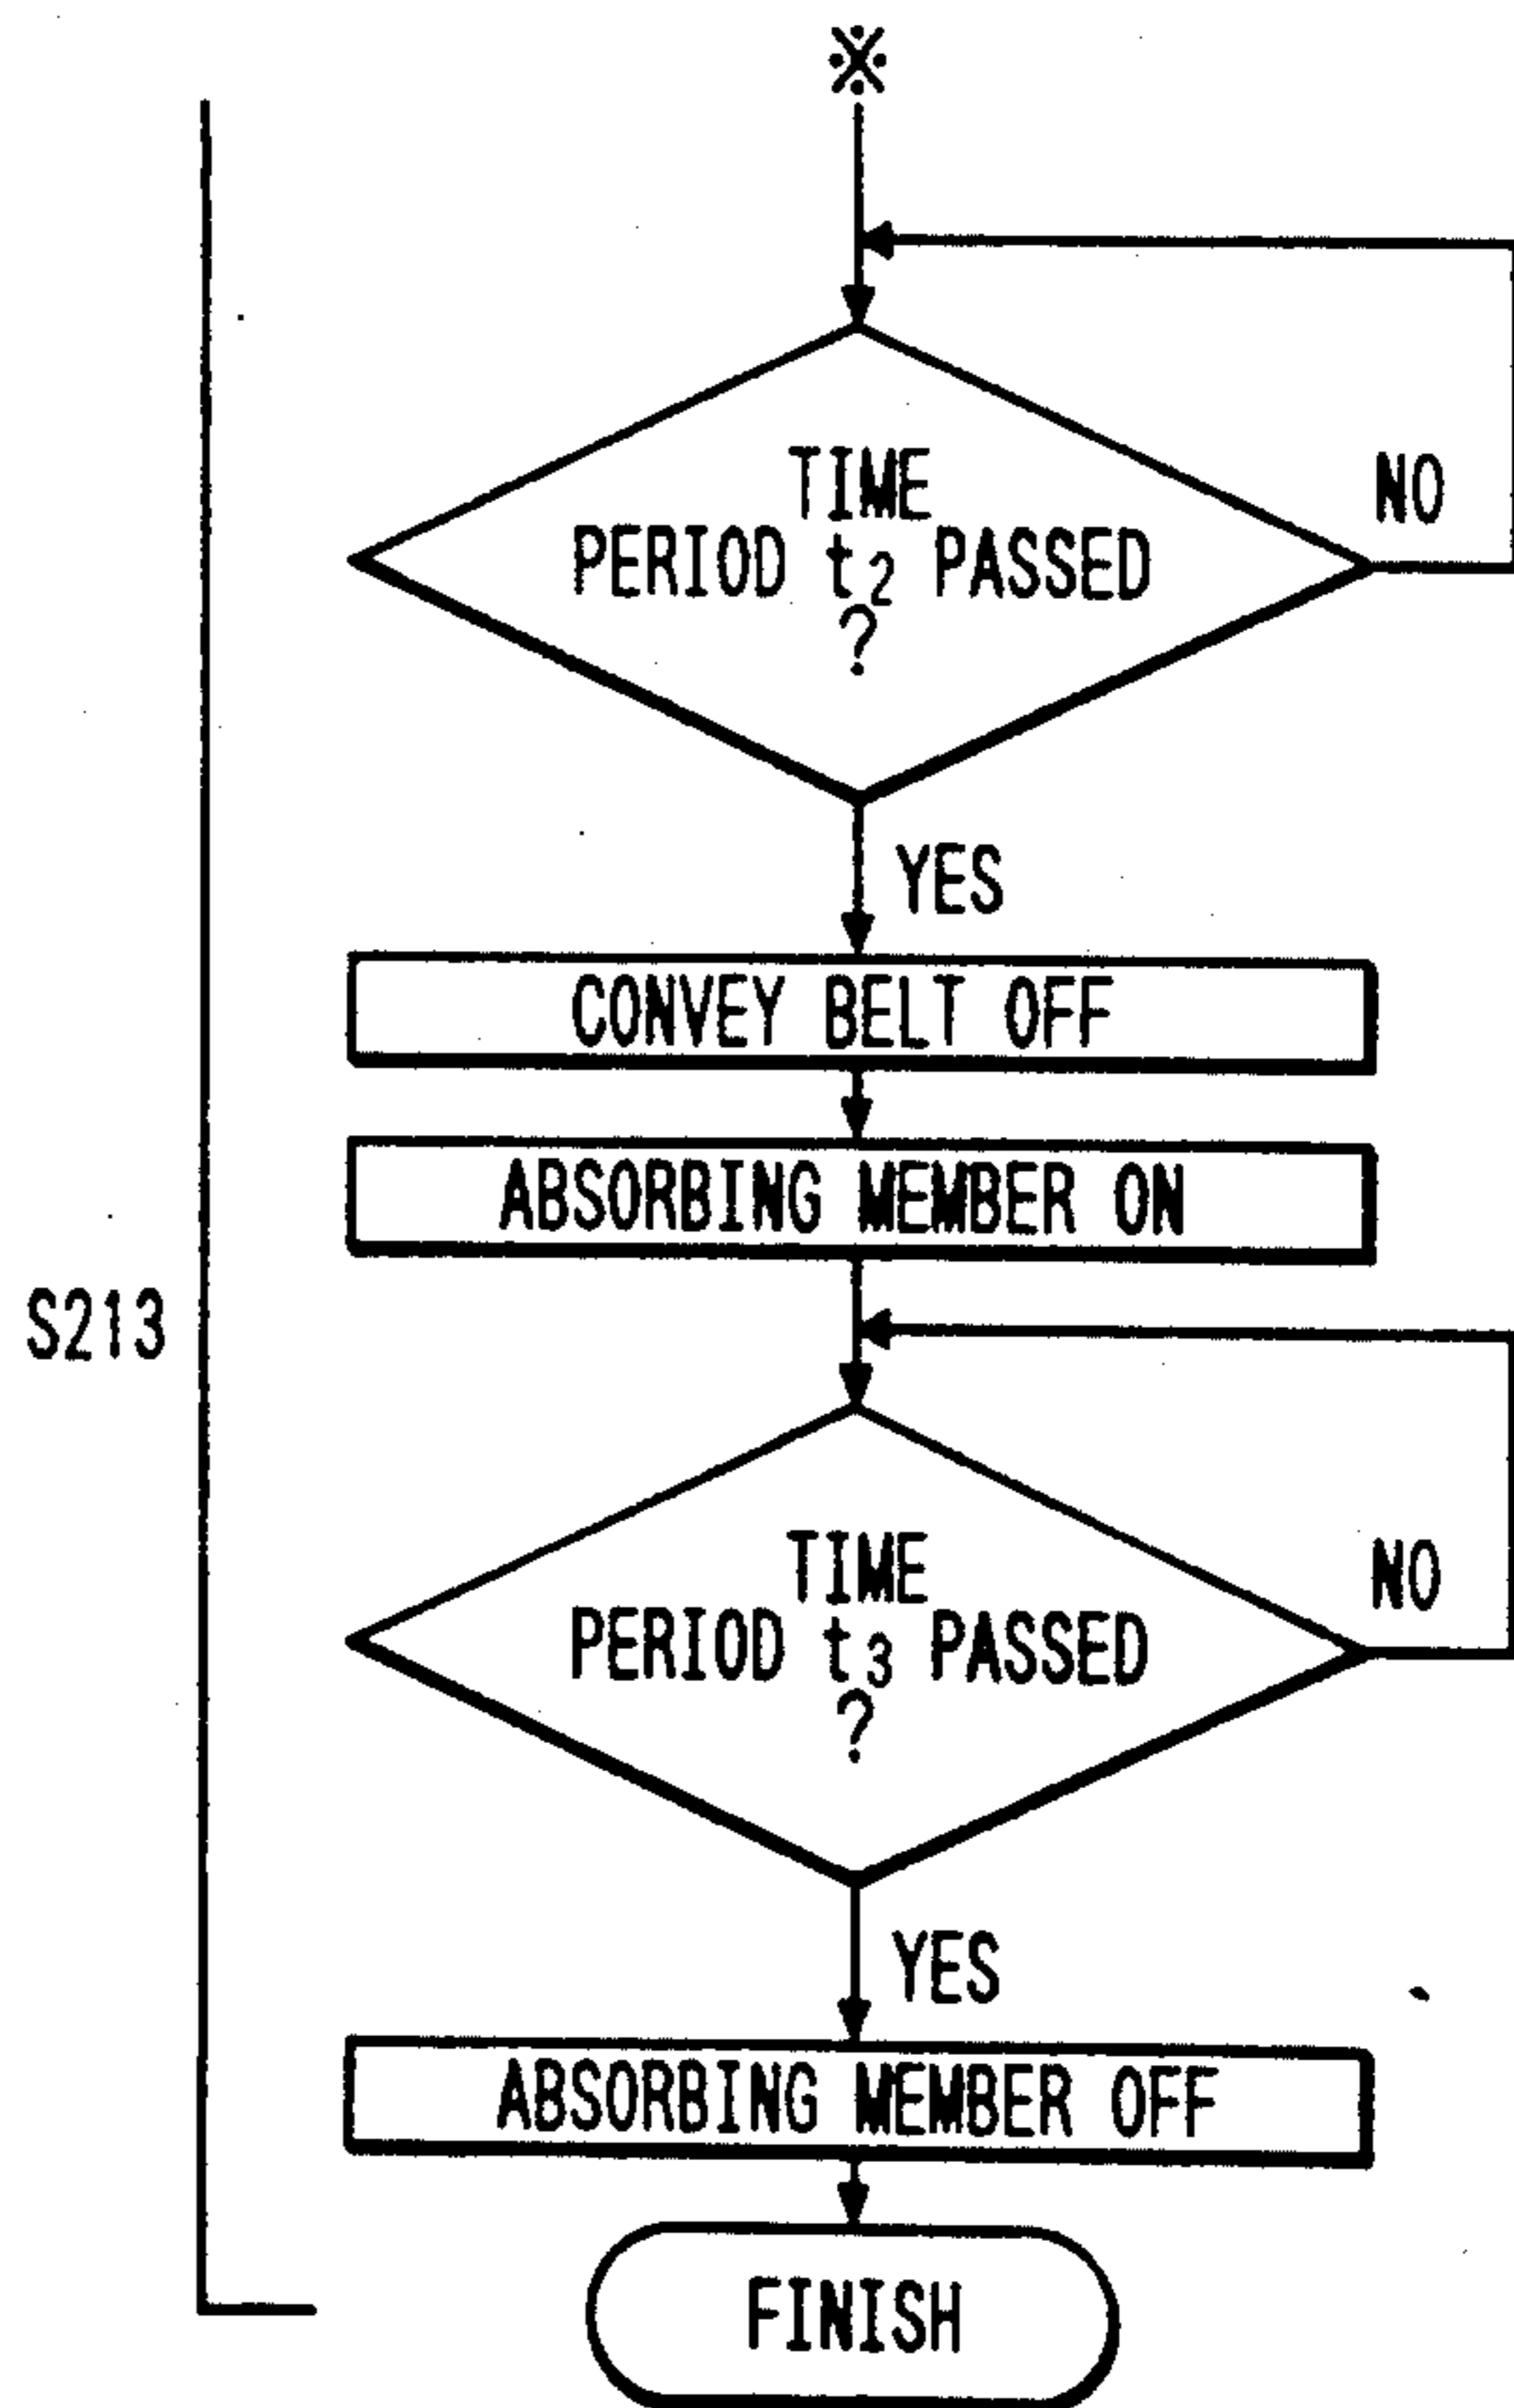 ※
TIME
PERIOD t₂ PASSED
?
NO
YES
CONVEY BELT OFF
ABSORBING MEMBER ON
S213
TIME
PERIOD t₃ PASSED
?
NO
YES
ABSORBING MEMBER OFF
FINISH